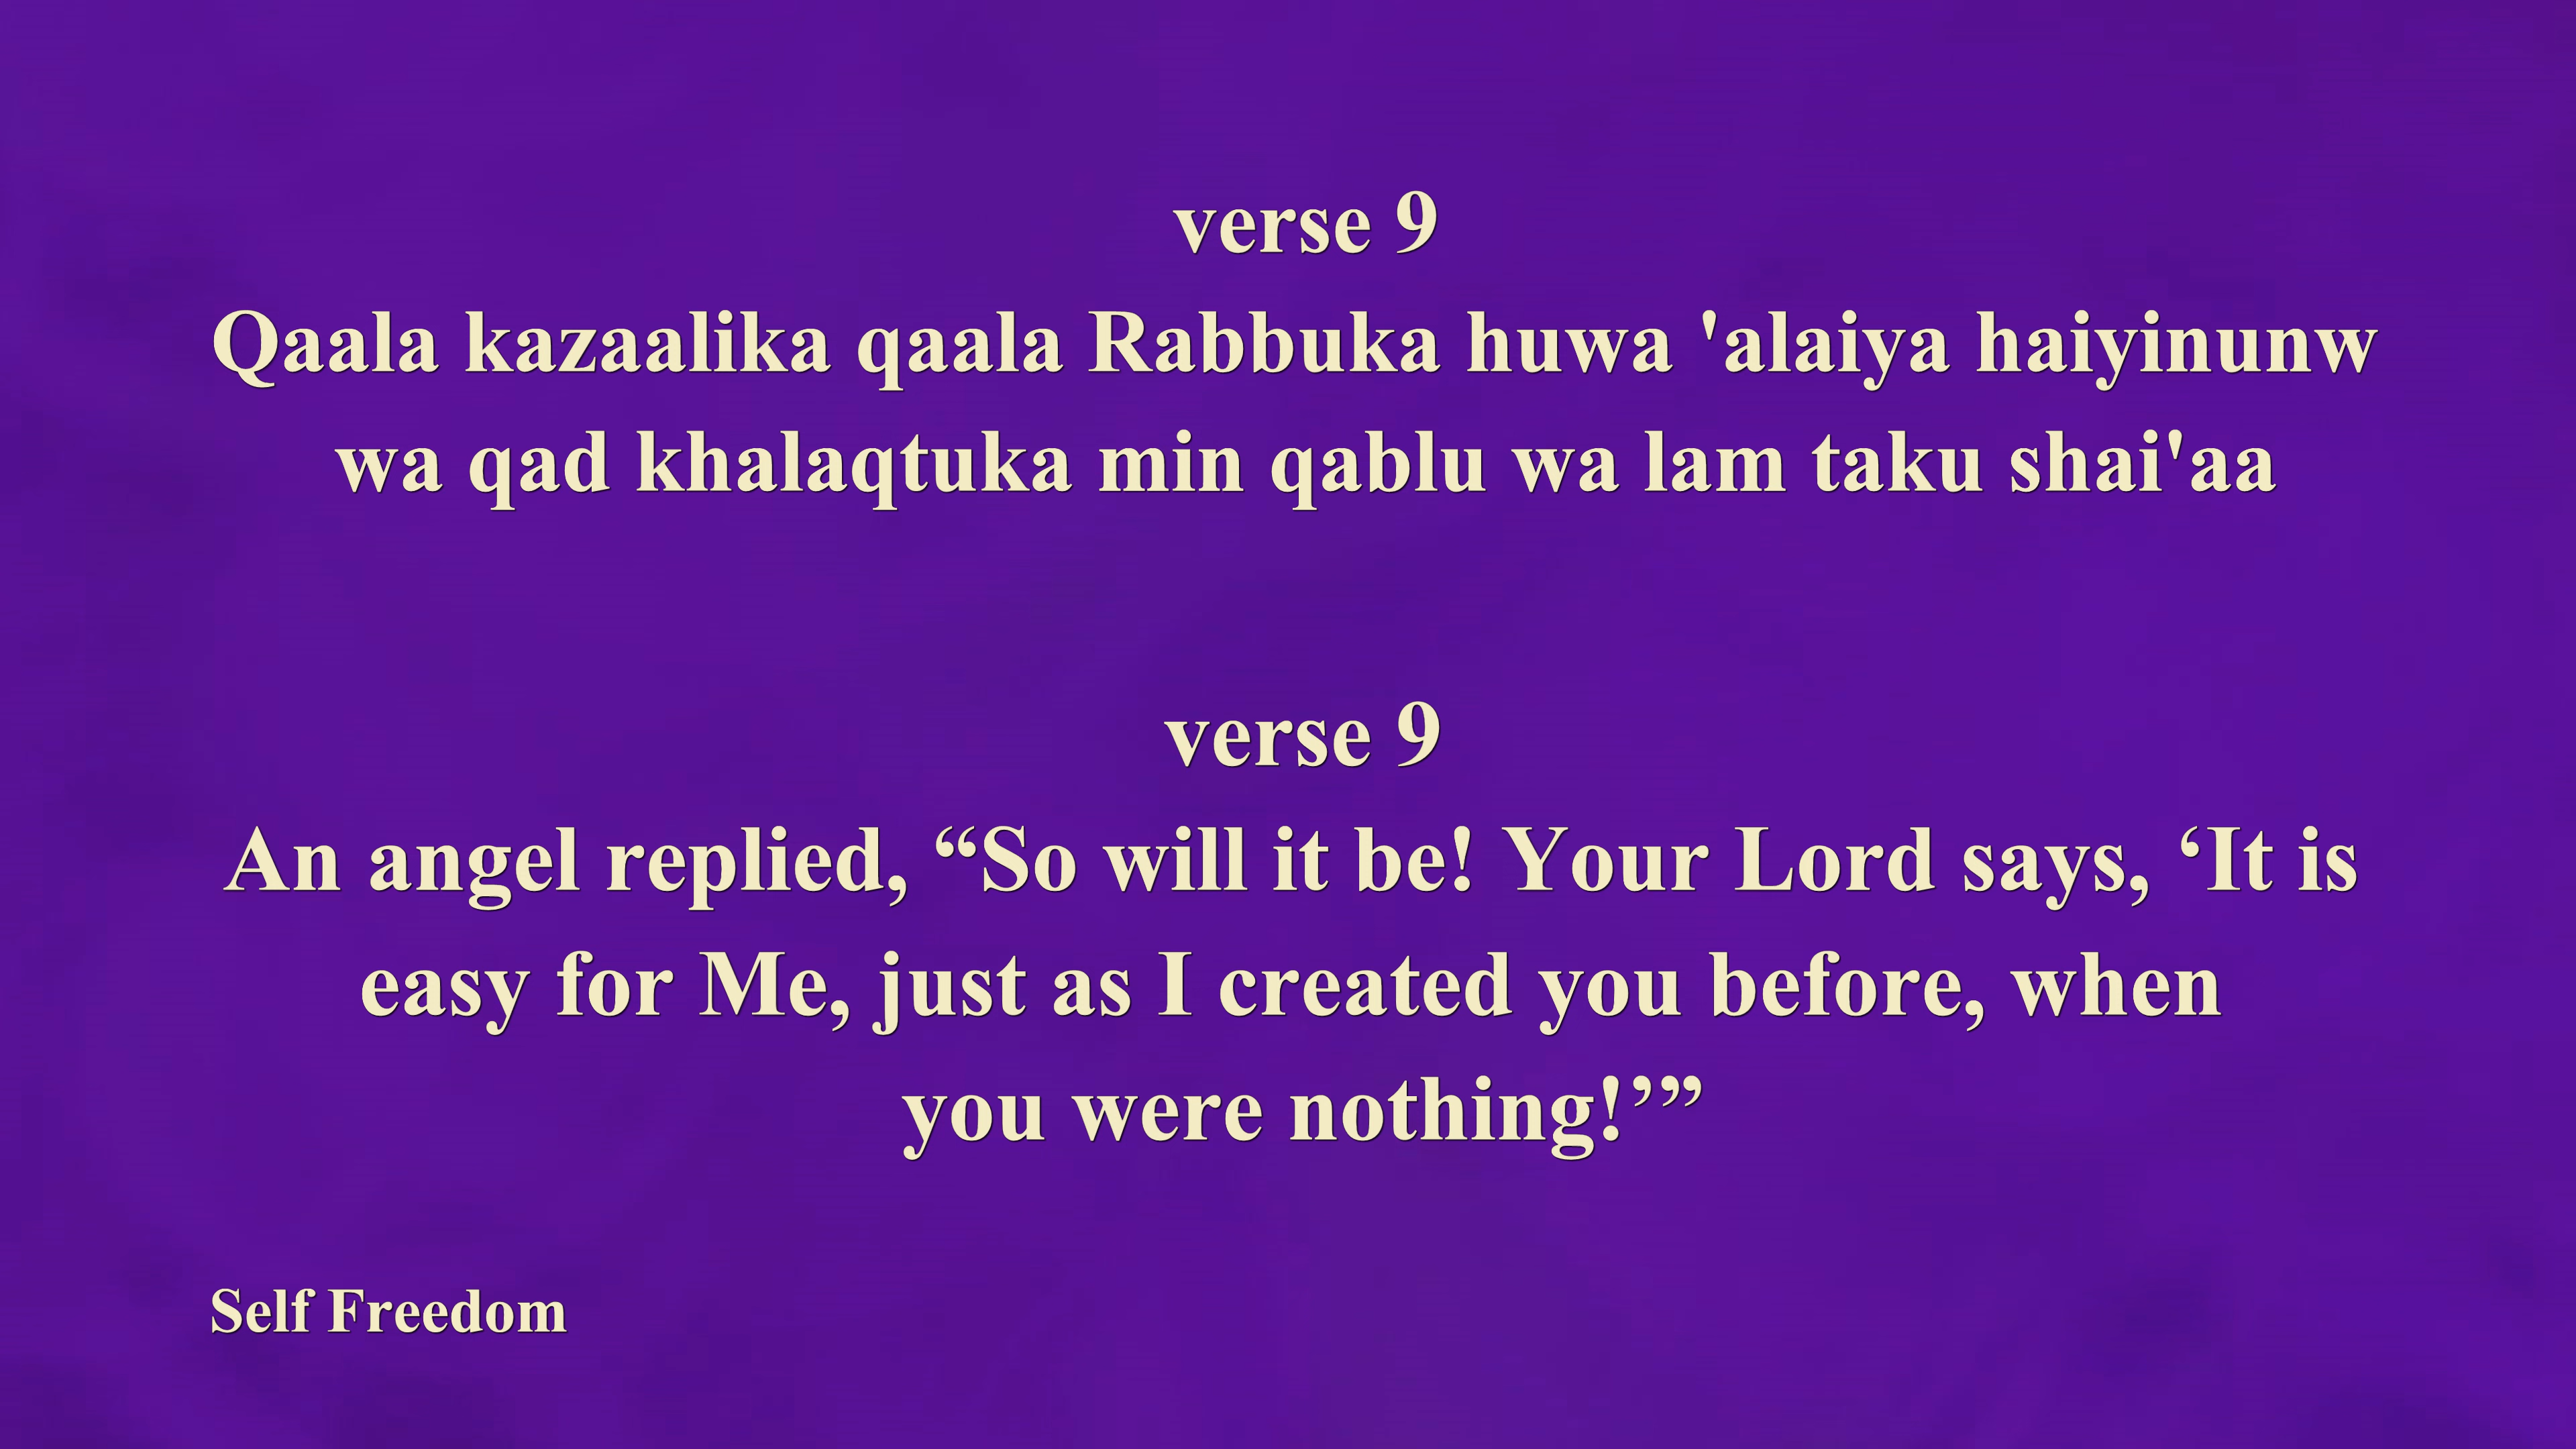 verse 9
Qaala kazaalika qaala Rabbuka huwa 'alaiya haiyinunw
wa qad khalaqtuka min qablu wa lam taku shai'aa
verse 9
An angel replied, “So will it be! Your Lord says, ‘It is
easy for Me, just as I created you before, when
you were nothing!’”
Self Freedom